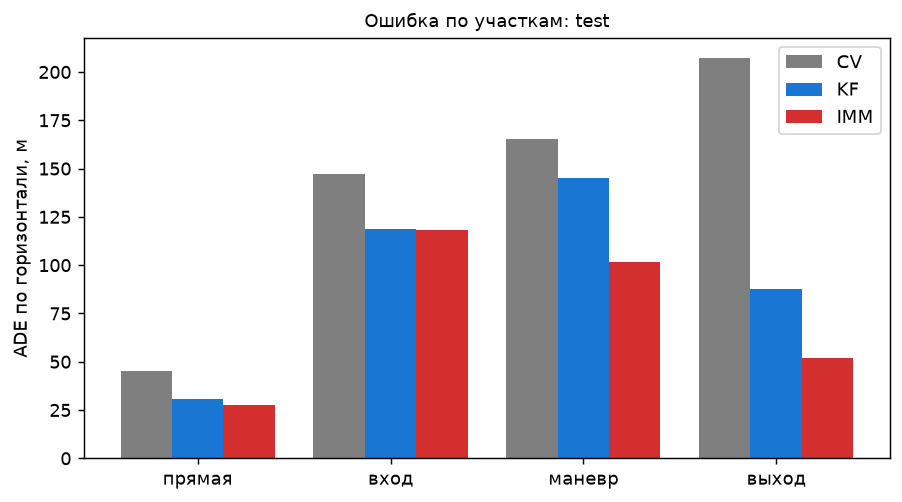 Ошибка по участкам: test
ADE по горизонтали, м
200
175
150
125
100
75
50
25
0
CV
KF
IMM
прямая
вход
маневр
выход